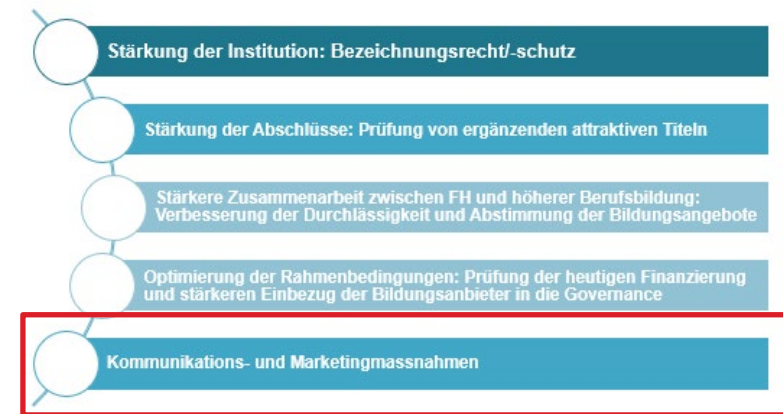 Stärkung der Institution: Bezeichnungsrecht/-schutz
Stärkung der Abschlüsse: Prüfung von ergänzenden attraktiven Titeln
Stärkere Zusammenarbeit zwischen FH und höherer Berufsbildung:
Verbesserung der Durchlässigkeit und Abstimmung der Bildungsangebote
Optimierung der Rahmenbedingungen: Prüfung der heutigen Finanzierung
und stärkeren Einbezug der Bildungsanbieter in die Governance
Kommunikations- und Marketingmassnahmen